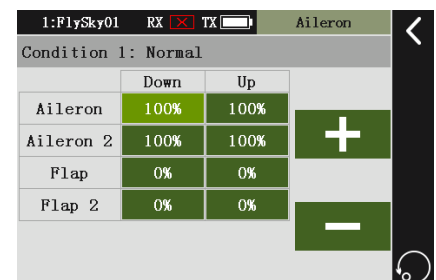 1:FlySky01 RX TX Aileron
Condition 1: Normal
Down Up
Aileron 100% 100%
Aileron 2 100% 100%
Flap 0% 0%
Flap 2 0% 0%